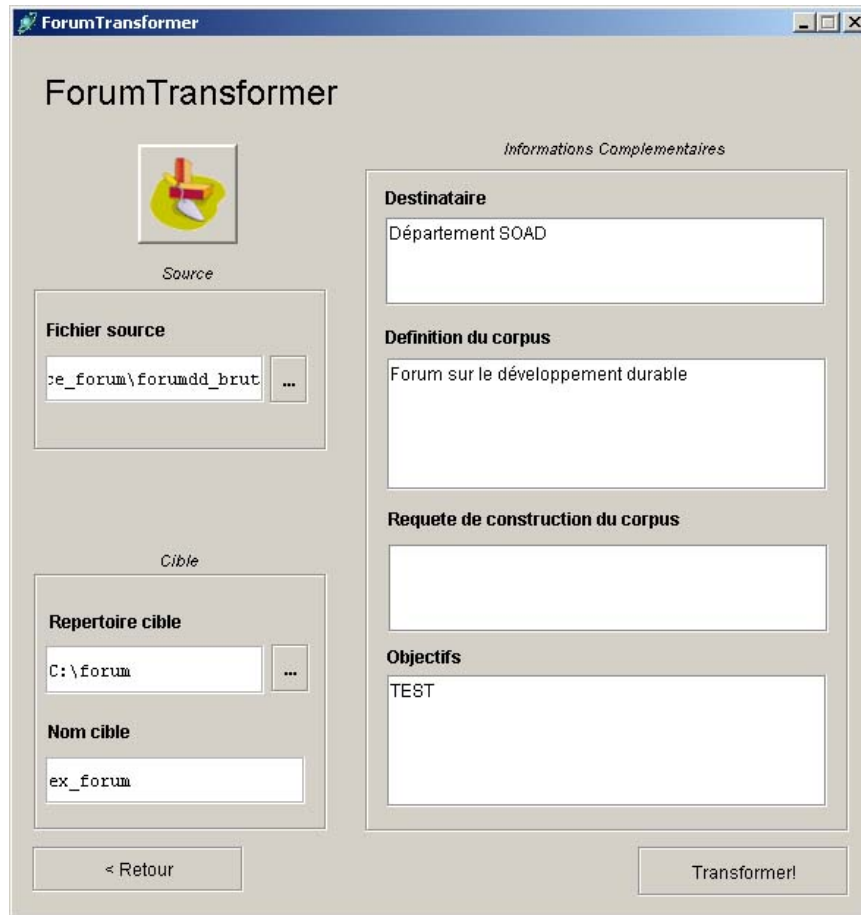 ForumTransformer
ForumTransformer
Source
Fichier source
ce_forum\forumdd_brut
...
Cible
Repertoire cible
C:\forum
...
Nom cible
ex_forum
Informations Complementaires
Destinataire
Département SOAD
Definition du corpus
Forum sur le développement durable
Requete de construction du corpus
Objectifs
TEST
< Retour
Transformer!